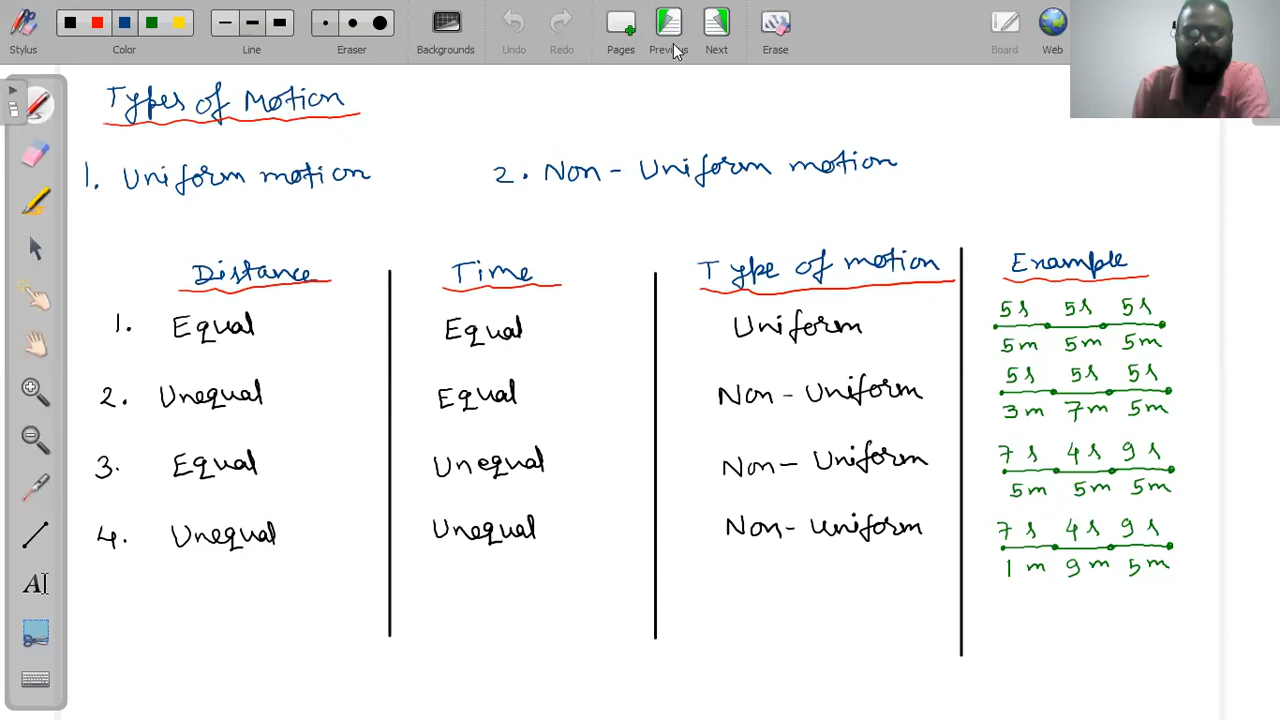 Stylus Color Line Eraser Backgrounds Undo Redo Pages Previous Next Erase Board Web
Types of Motion
1. Uniform motion 2. Non-Uniform motion
Distance Time Type of motion Example
5s 5s 5s
1. Equal Equal Uniform
5m 5m 5m
5s 5s 5s
2. Unequal Equal Non-Uniform
3m 7m 5m
7s 4s 9s
3. Equal Unequal Non-Uniform
5m 5m 5m
7s 4s 9s
4. Unequal Unequal Non-Uniform
1m 9m 5m